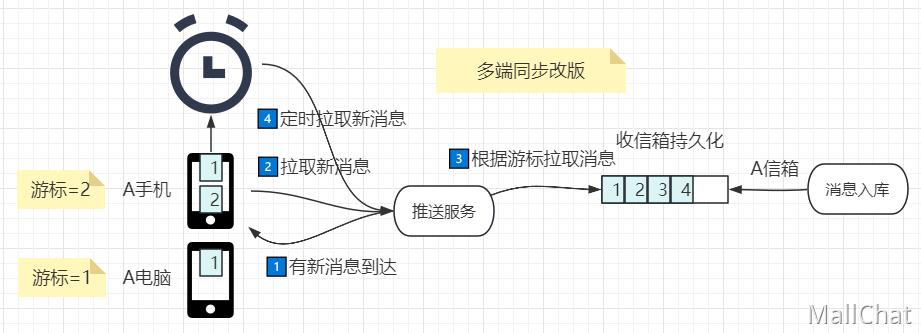 多端同步改版
4 定时拉取新消息
收信箱持久化
1
2 拉取新消息
3 根据游标拉取消息
A信箱
游标=2
A手机
2
1 2 3 4
消息入库
推送服务
1
1 有新消息到达
游标=1
A电脑
MallChat